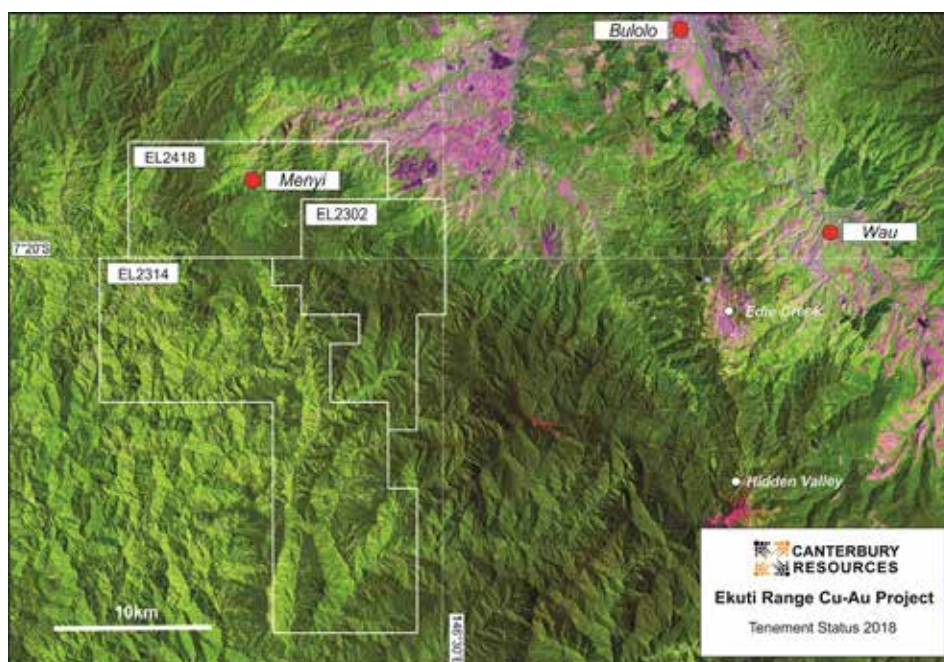 Bulolo
EL2418
Menyi
EL2302
Wau
7°20'S
EL2314
Edie Creek
Hidden Valley
CANTERBURY
RESOURCES
Ekuti Range Cu-Au Project
Tenement Status 2018
10km
146°30'E